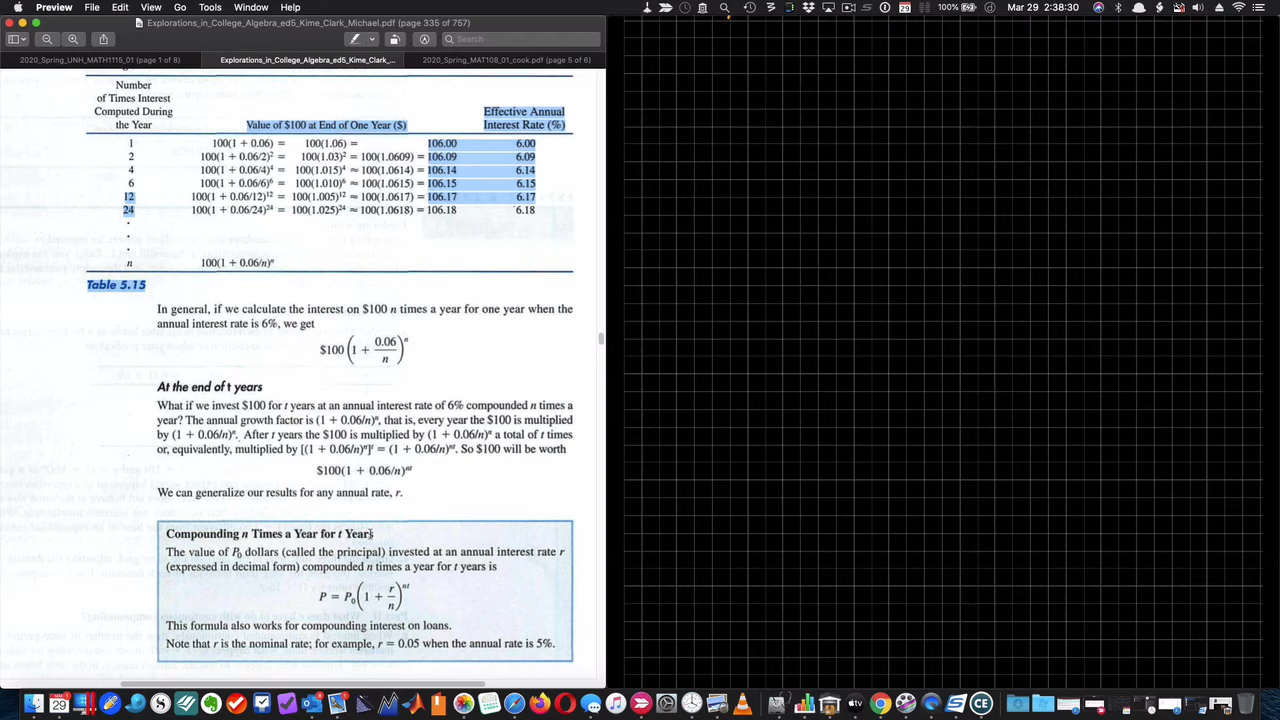 Preview File Edit View Go Tools Window Help
100% Mar 29 2:38:30
Explorations_in_College_Algebra_ed5_Kime_Clark_Michael.pdf (page 335 of 757)
Search
2020_Spring_UNH_MATH1115_01 (page 1 of 8) Explorations_in_College_Algebra_ed5_Kime_Clark_... 2020_Spring_MAT108_01_cook.pdf (page 5 of 6)
Number
of Times Interest
Computed During
the Year
Value of $100 at End of One Year ($)
Effective Annual
Interest Rate (%)
1 100(1 + 0.06) = 100(1.06) = 106.00 6.00
2 100(1 + 0.06/2)² = 100(1.03)² = 100(1.0609) = 106.09 6.09
4 100(1 + 0.06/4)⁴ = 100(1.015)⁴ ≈ 100(1.0614) = 106.14 6.14
6 100(1 + 0.06/6)⁶ = 100(1.010)⁶ ≈ 100(1.0615) = 106.15 6.15
12 100(1 + 0.06/12)¹² = 100(1.005)¹² ≈ 100(1.0617) = 106.17 6.17
24 100(1 + 0.06/24)²⁴ = 100(1.025)²⁴ ≈ 100(1.0618) = 106.18 6.18
.
.
.
n 100(1 + 0.06/n)ⁿ
Table 5.15
In general, if we calculate the interest on $100 n times a year for one year when the
annual interest rate is 6%, we get
$100(1 + 0.06/n)ⁿ
At the end of t years
What if we invest $100 for t years at an annual interest rate of 6% compounded n times a
year? The annual growth factor is (1 + 0.06/n)ⁿ, that is, every year the $100 is multiplied
by (1 + 0.06/n)ⁿ. After t years the $100 is multiplied by (1 + 0.06/n)ⁿ a total of t times
or, equivalently, multiplied by [(1 + 0.06/n)ⁿ]ᵗ = (1 + 0.06/n)ⁿᵗ. So $100 will be worth
$100(1 + 0.06/n)ⁿᵗ
We can generalize our results for any annual rate, r.
Compounding n Times a Year for t Years
The value of P₀ dollars (called the principal) invested at an annual interest rate r
(expressed in decimal form) compounded n times a year for t years is
P = P₀(1 + r/n)ⁿᵗ
This formula also works for compounding interest on loans.
Note that r is the nominal rate; for example, r = 0.05 when the annual rate is 5%.